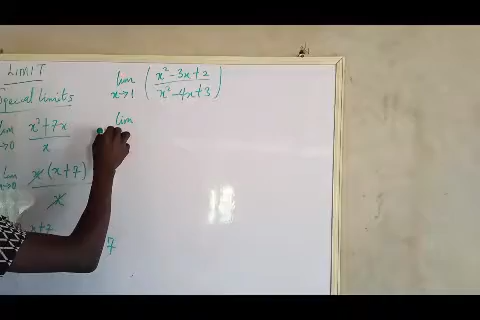 LIMIT
Special limits
lim x→0 x² + 7x / x
lim x→0 x(x + 7) / x
x + 7
7
lim x→1 ( x² - 3x + 2 / x² - 4x + 3 )
lim